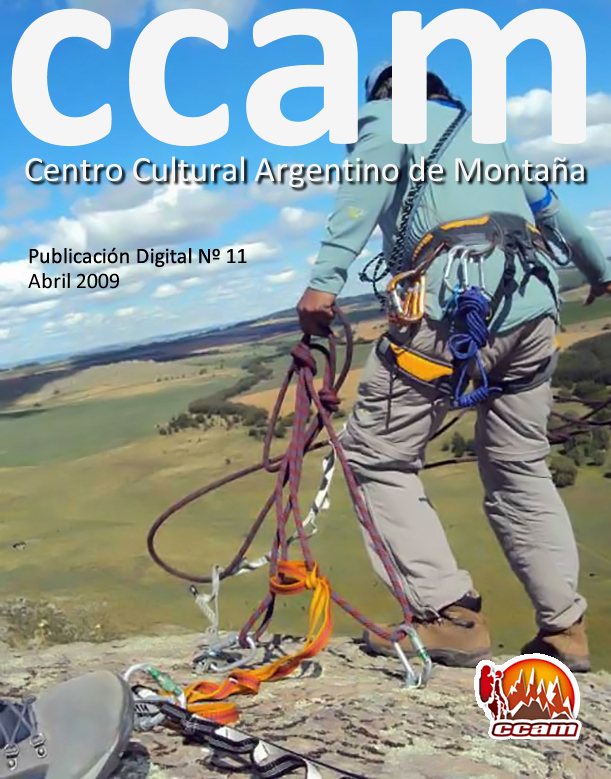 ccam
Centro Cultural Argentino de Montaña
Publicación Digital Nº 11
Abril 2009
ccam